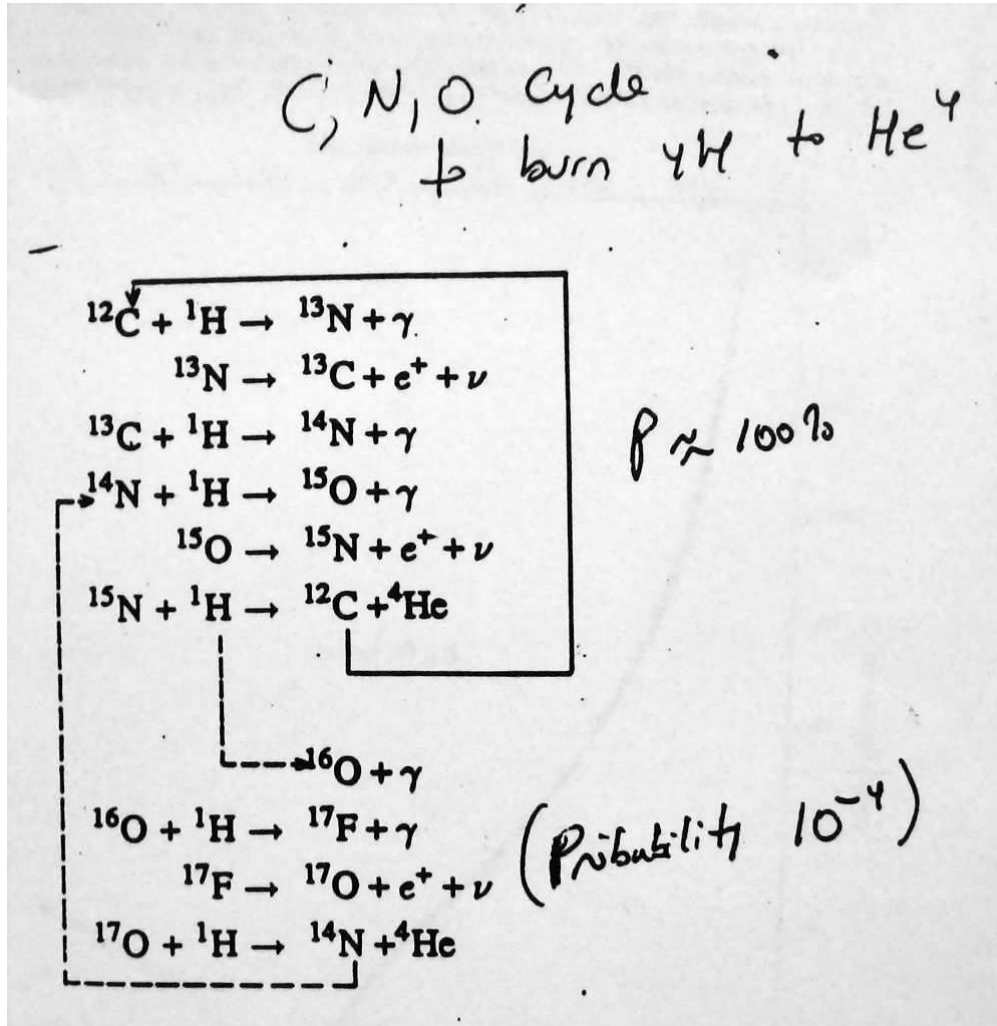 C, N, O. Cycle
to burn 4H to He⁴
¹²C + ¹H → ¹³N + γ
¹³N → ¹³C + e⁺ + ν
¹³C + ¹H → ¹⁴N + γ
P ≈ 100%
¹⁴N + ¹H → ¹⁵O + γ
¹⁵O → ¹⁵N + e⁺ + ν
¹⁵N + ¹H → ¹²C + ⁴He
¹⁶O + γ
¹⁶O + ¹H → ¹⁷F + γ
(Probability 10⁻⁴)
¹⁷F → ¹⁷O + e⁺ + ν
¹⁷O + ¹H → ¹⁴N + ⁴He